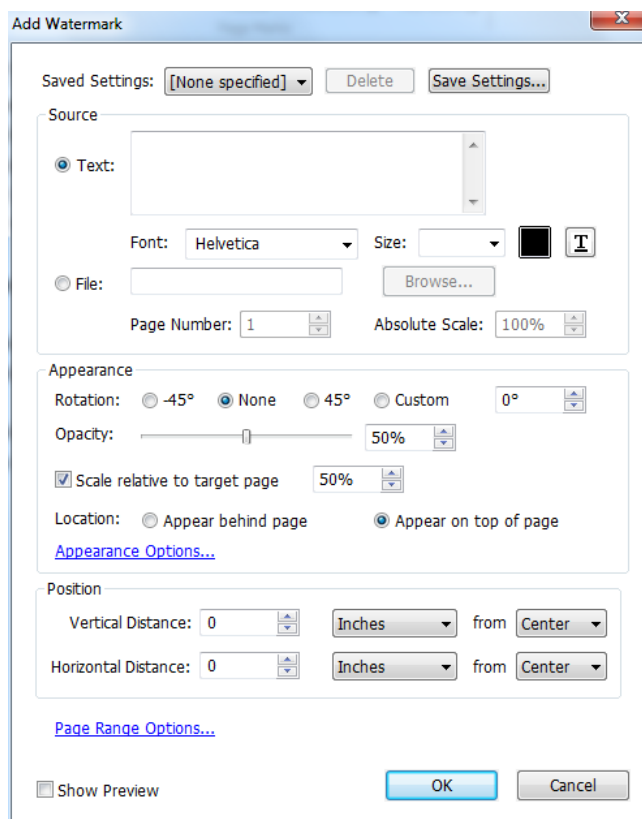 Add Watermark
Saved Settings: [None specified] Delete Save Settings...
Source
Text:
Font: Helvetica Size: T
File: Browse...
Page Number: 1 Absolute Scale: 100%
Appearance
Rotation: -45° None 45° Custom 0°
Opacity: 50%
Scale relative to target page 50%
Location: Appear behind page Appear on top of page
Appearance Options...
Position
Vertical Distance: 0 Inches from Center
Horizontal Distance: 0 Inches from Center
Page Range Options...
Show Preview OK Cancel